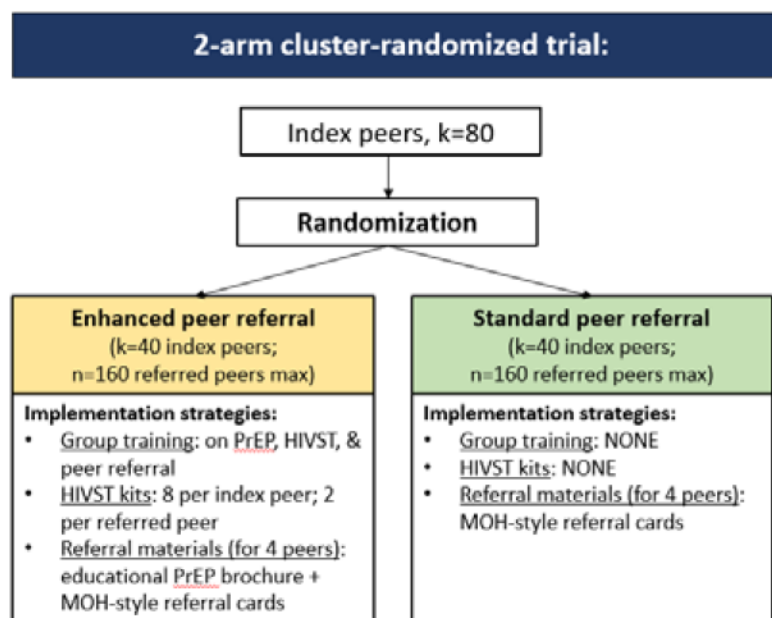 2-arm cluster-randomized trial:
Index peers, k=80
Randomization
Enhanced peer referral
(k=40 index peers;
n=160 referred peers max)
Implementation strategies:
• Group training: on PrEP, HIVST, &
peer referral
• HIVST kits: 8 per index peer; 2
per referred peer
• Referral materials (for 4 peers):
educational PrEP brochure +
MOH-style referral cards
Standard peer referral
(k=40 index peers;
n=160 referred peers max)
Implementation strategies:
• Group training: NONE
• HIVST kits: NONE
• Referral materials (for 4 peers):
MOH-style referral cards